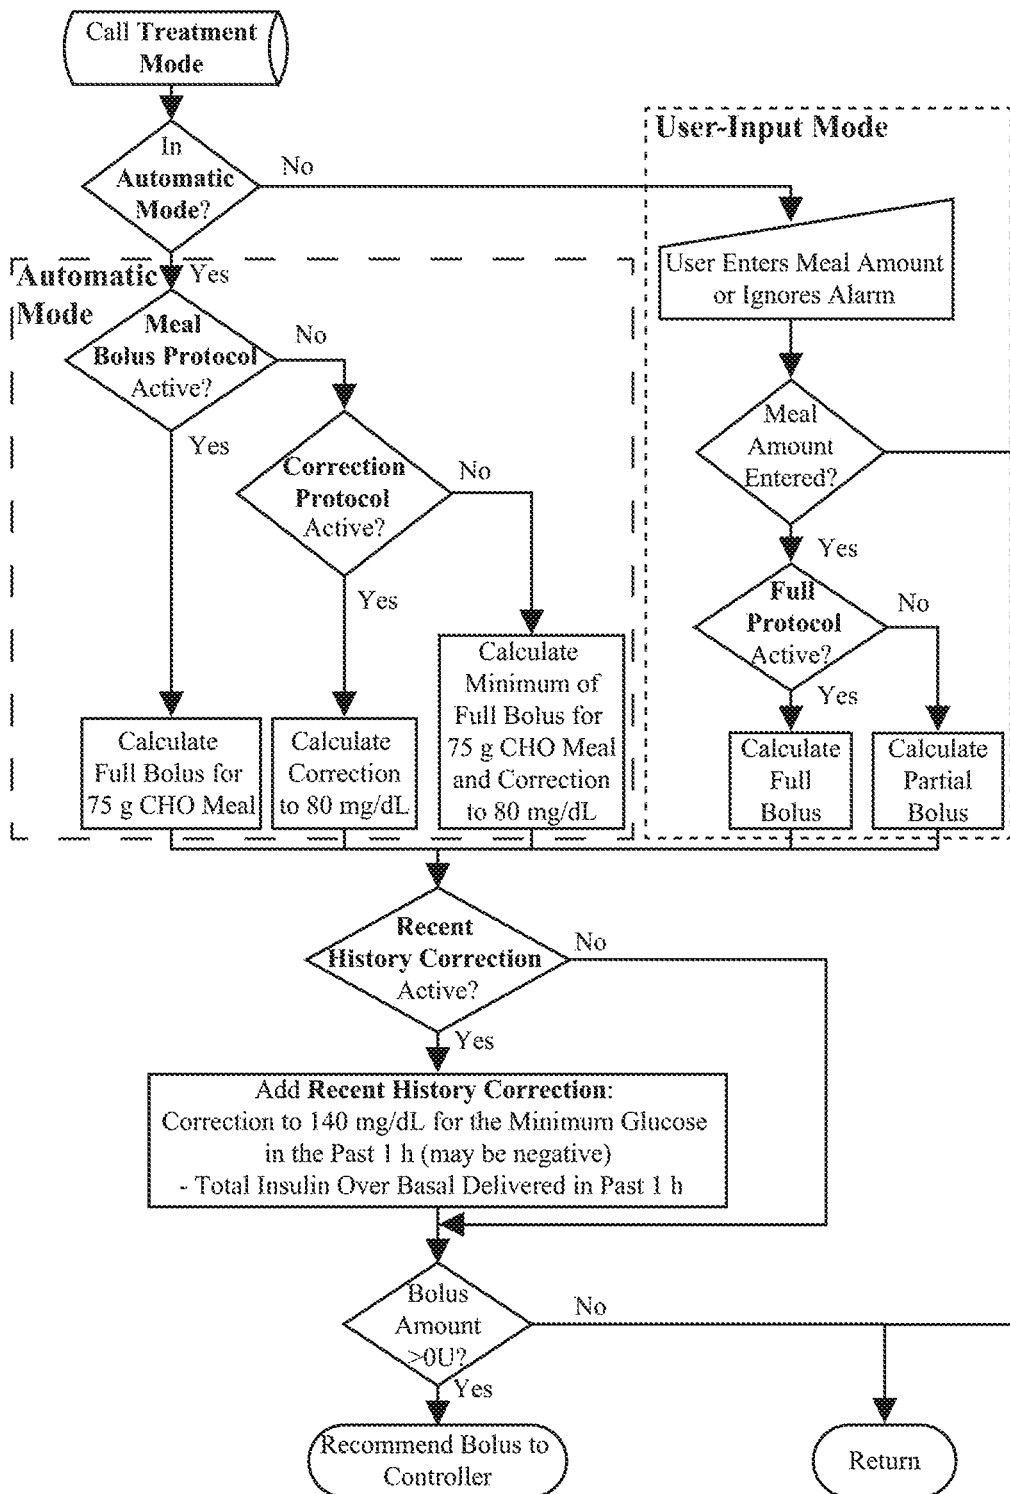 Call Treatment
Mode
In
Automatic
Mode?
No
Yes
User-Input Mode
User Enters Meal Amount
or Ignores Alarm
Meal
Amount
Entered?
Yes
Full
Protocol
Active?
No
Yes
Calculate
Full
Bolus
Calculate
Partial
Bolus
Automatic
Mode
Meal
Bolus Protocol
Active?
No
Yes
Correction
Protocol
Active?
No
Yes
Calculate
Full Bolus for
75 g CHO Meal
Calculate
Correction
to 80 mg/dL
Calculate
Minimum of
Full Bolus for
75 g CHO Meal
and Correction
to 80 mg/dL
Recent
History Correction
Active?
No
Yes
Add Recent History Correction:
Correction to 140 mg/dL for the Minimum Glucose
in the Past 1 h (may be negative)
- Total Insulin Over Basal Delivered in Past 1 h
Bolus
Amount
>0U?
No
Yes
Recommend Bolus to
Controller
Return